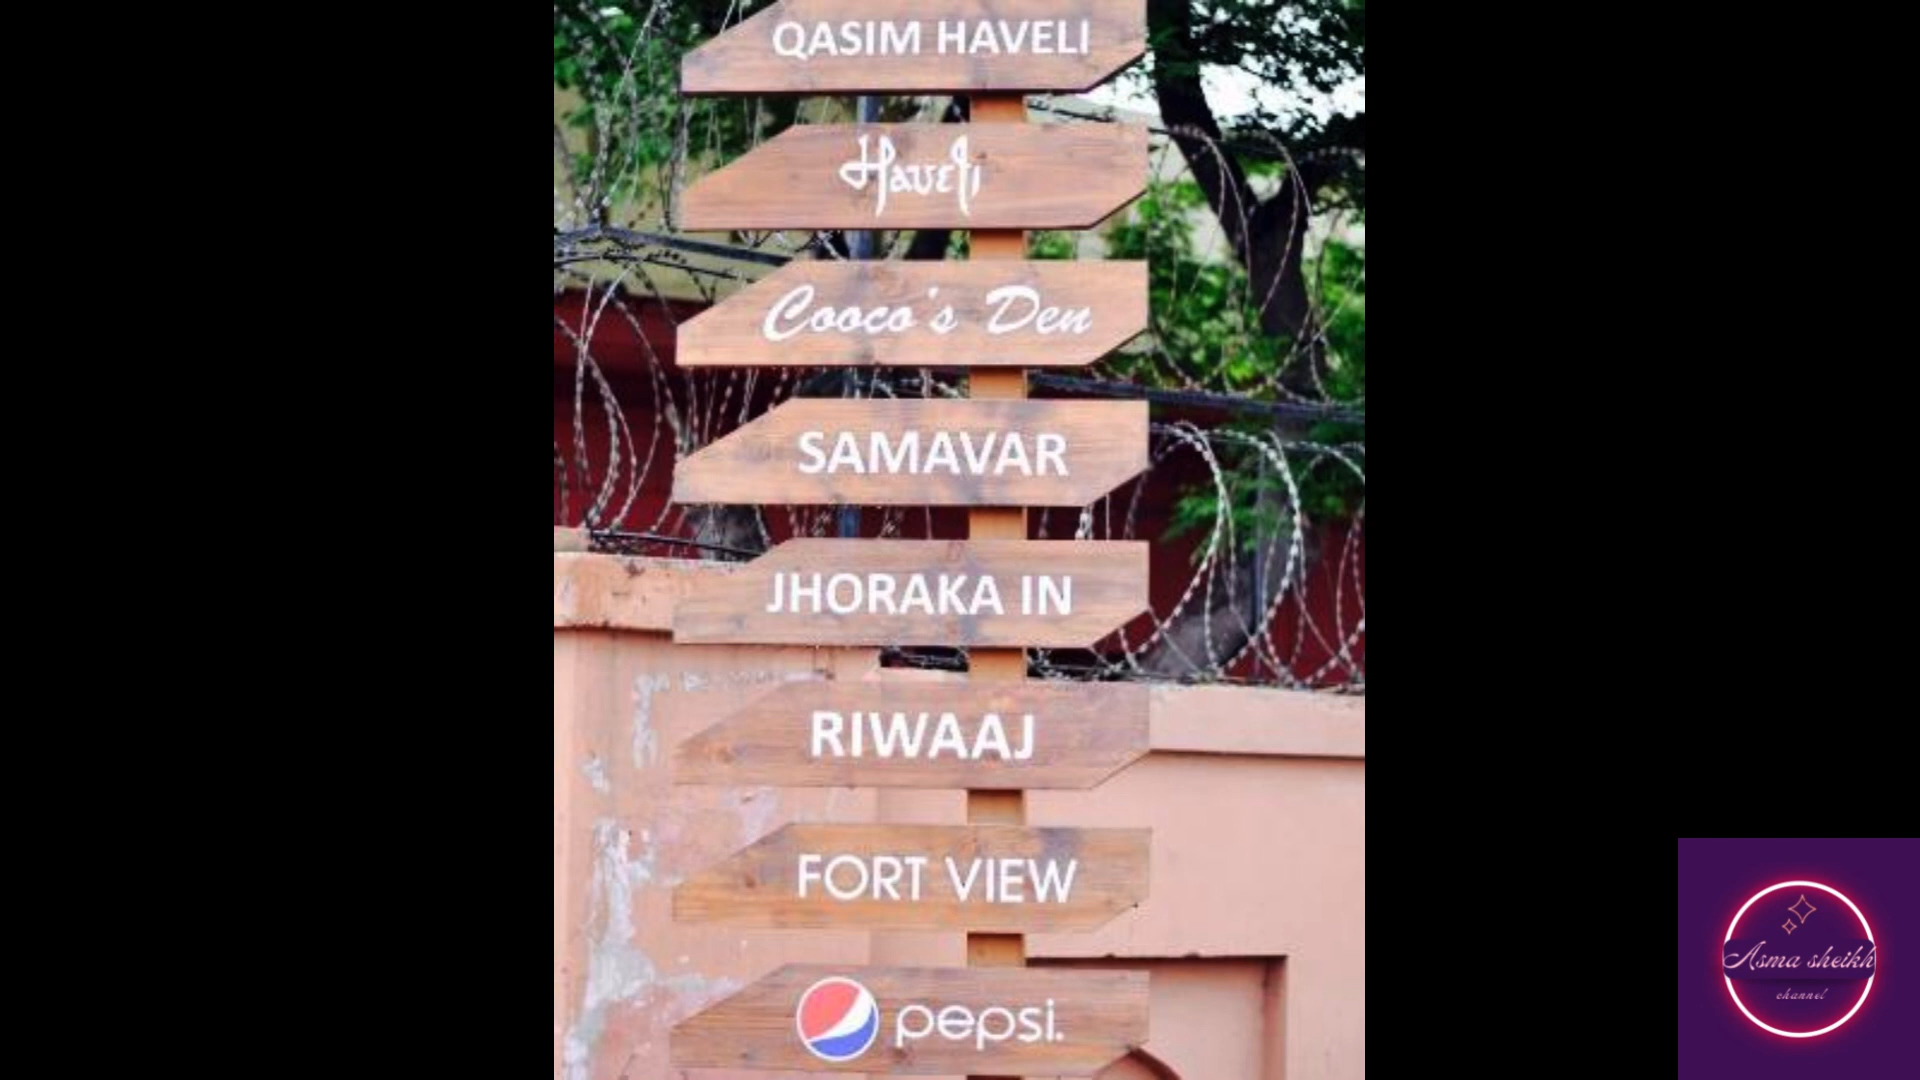 QASIM HAVELI
Haveli
Cooco's Den
SAMAVAR
JHORAKA IN
RIWAAJ
FORT VIEW
pepsi.
Asma sheikh
channel